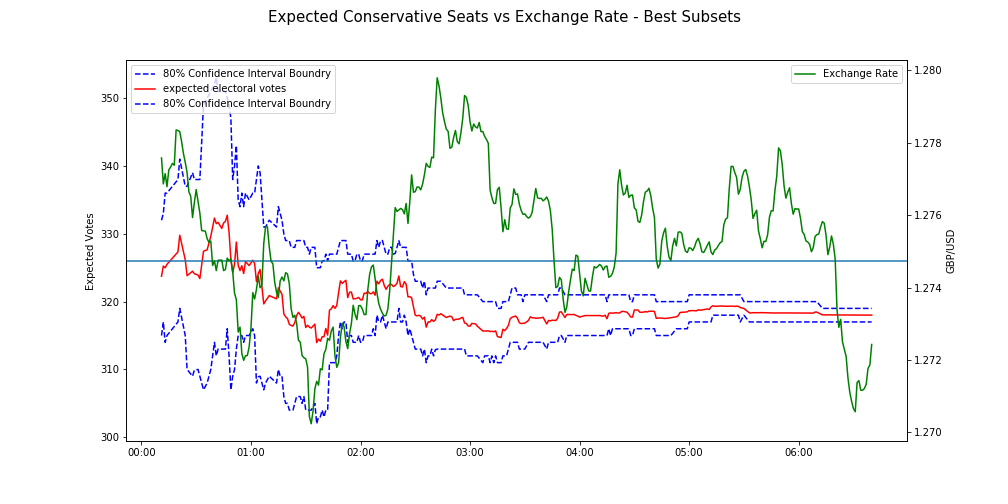 Expected Conservative Seats vs Exchange Rate - Best Subsets
80% Confidence Interval Boundry
expected electoral votes
80% Confidence Interval Boundry
Exchange Rate
Expected Votes
350
340
330
320
310
300
GBP/USD
1.280
1.278
1.276
1.274
1.272
1.270
00:00 01:00 02:00 03:00 04:00 05:00 06:00